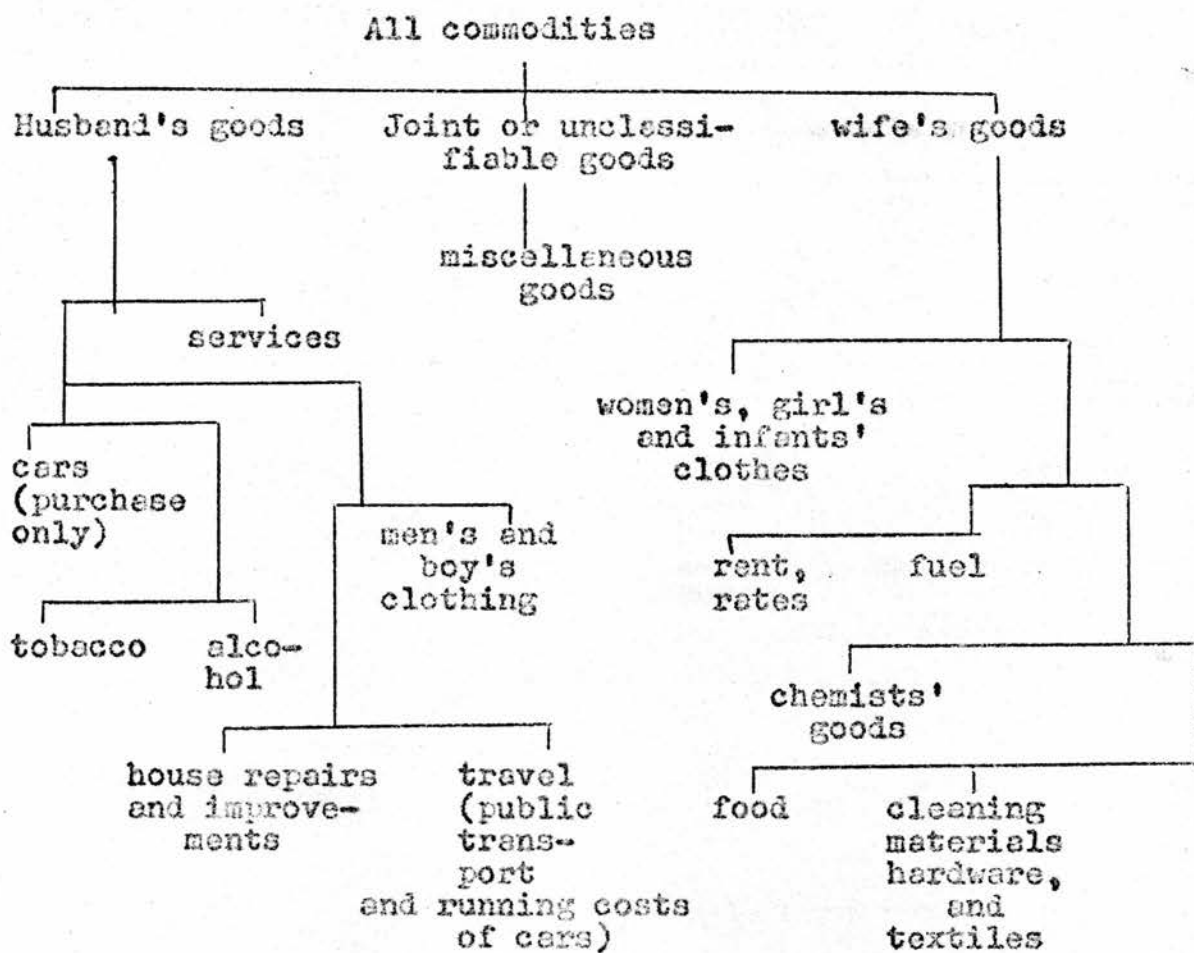 All commodities
Husband's goods
Joint or unclassi-
fiable goods
wife's goods
miscellaneous
goods
services
women's, girl's
and infants'
clothes
cars
(purchase
only)
men's and
boy's
clothing
rent,
rates
fuel
tobacco
alco-
hol
chemists'
goods
house repairs
and improve-
ments
travel
(public
trans-
port
and running costs
of cars)
food
cleaning
materials
hardware,
and
textiles